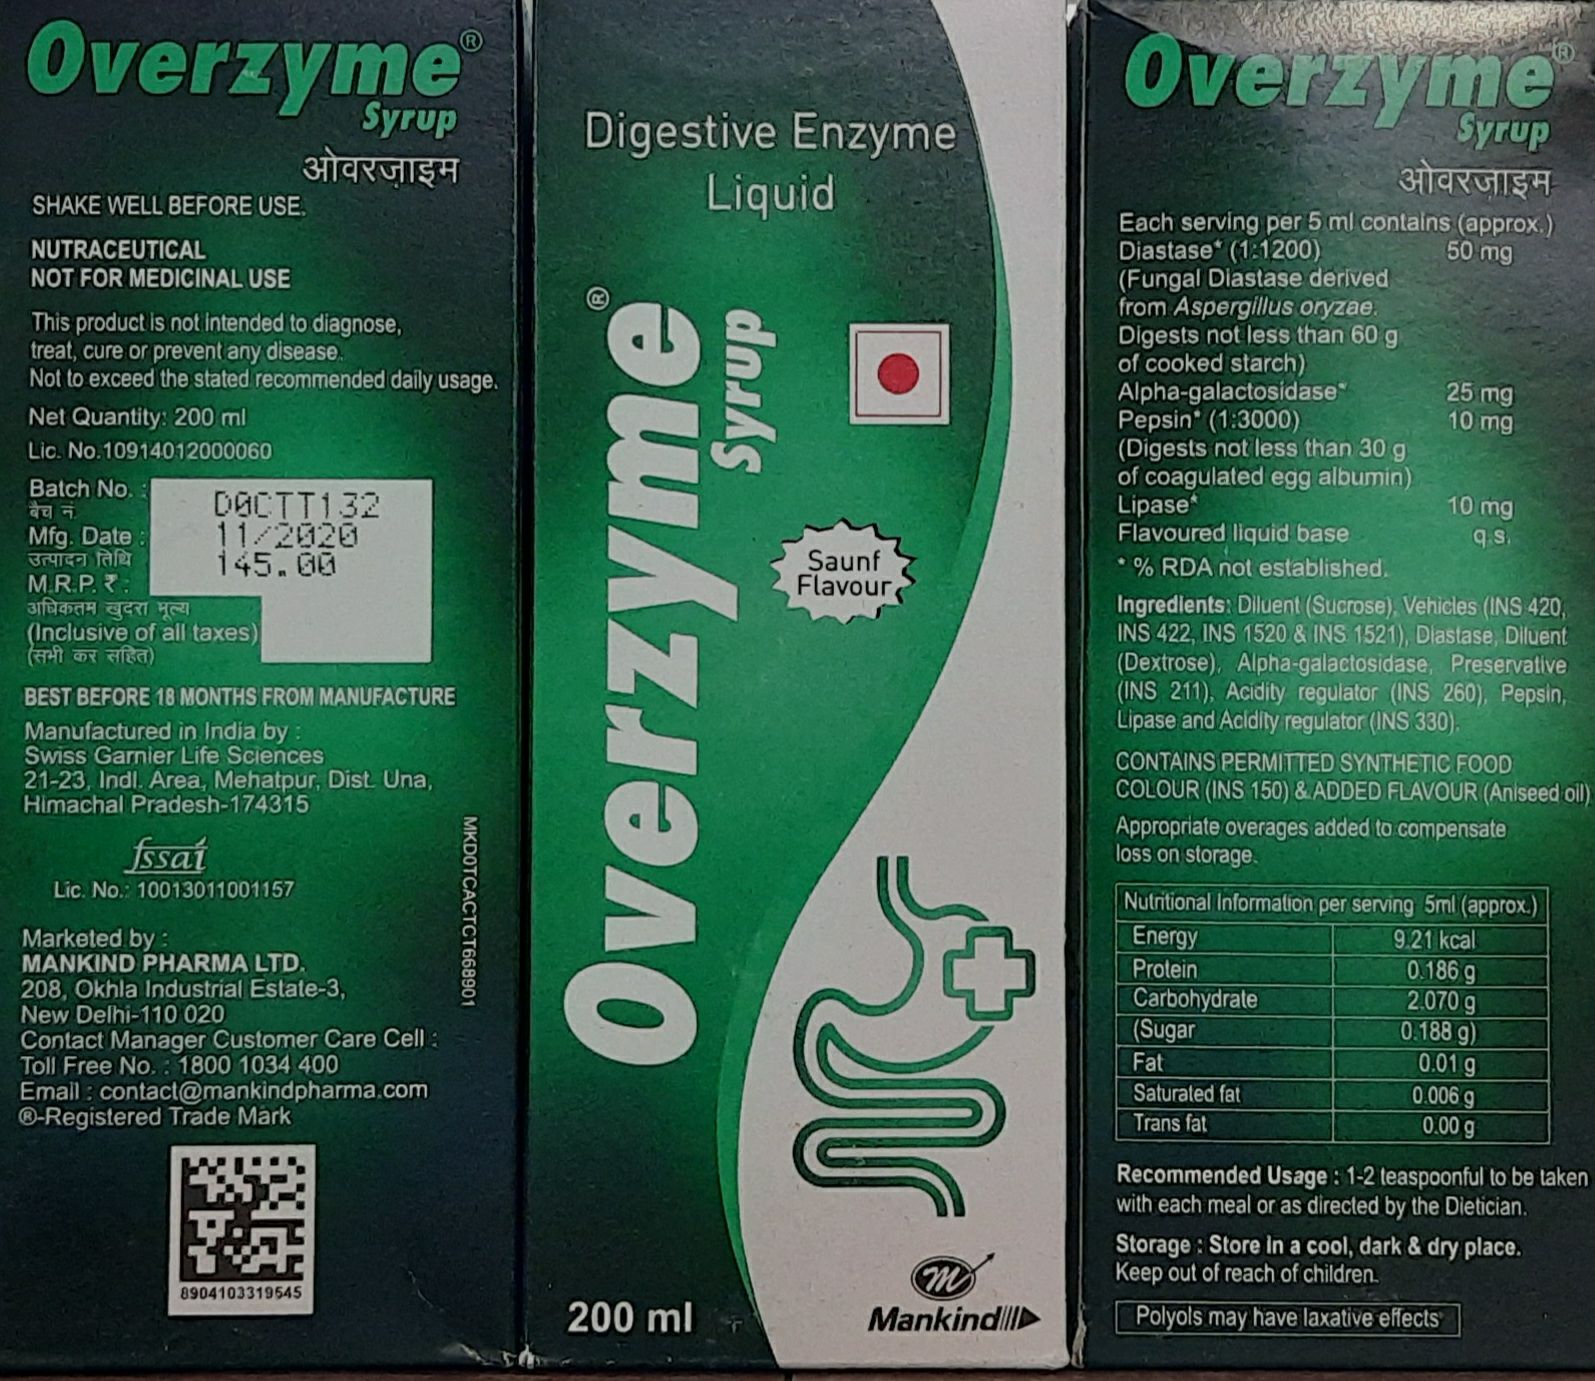 Overzyme®
Syrup
ओवरज़ाइम
SHAKE WELL BEFORE USE.
NUTRACEUTICAL
NOT FOR MEDICINAL USE
This product is not intended to diagnose,
treat, cure or prevent any disease.
Not to exceed the stated recommended daily usage.
Net Quantity: 200 ml
Lic. No.10914012000060
Batch No. : D0CTT132
बैच नं.
Mfg. Date : 11/2020
उत्पादन तिथि
M.R.P. ₹ : 145.00
अधिकतम खुदरा मूल्य
(Inclusive of all taxes)
(सभी कर सहित)
BEST BEFORE 18 MONTHS FROM MANUFACTURE
Manufactured in India by :
Swiss Garnier Life Sciences
21-23, Indl. Area, Mehatpur, Dist. Una,
Himachal Pradesh-174315
fssai
Lic. No.: 10013011001157
MKD0TCACTCT668901
Marketed by :
MANKIND PHARMA LTD.
208, Okhla Industrial Estate-3,
New Delhi-110 020
Contact Manager Customer Care Cell :
Toll Free No. : 1800 1034 400
Email : contact@mankindpharma.com
®-Registered Trade Mark
8904103319545
Digestive Enzyme
Liquid
Overzyme®
Syrup
Saunf
Flavour
200 ml
m
Mankind
Overzyme®
Syrup
ओवरज़ाइम
Each serving per 5 ml contains (approx.)
Diastase* (1:1200) 50 mg
(Fungal Diastase derived
from Aspergillus oryzae.
Digests not less than 60 g
of cooked starch)
Alpha-galactosidase* 25 mg
Pepsin* (1:3000) 10 mg
(Digests not less than 30 g
of coagulated egg albumin)
Lipase* 10 mg
Flavoured liquid base q.s.
* % RDA not established.
Ingredients: Diluent (Sucrose), Vehicles (INS 420,
INS 422, INS 1520 & INS 1521), Diastase, Diluent
(Dextrose), Alpha-galactosidase, Preservative
(INS 211), Acidity regulator (INS 260), Pepsin,
Lipase and Acidity regulator (INS 330).
CONTAINS PERMITTED SYNTHETIC FOOD
COLOUR (INS 150) & ADDED FLAVOUR (Aniseed oil)
Appropriate overages added to compensate
loss on storage.
Nutritional Information per serving 5ml (approx.)
Energy 9.21 kcal
Protein 0.186 g
Carbohydrate 2.070 g
(Sugar 0.188 g)
Fat 0.01 g
Saturated fat 0.006 g
Trans fat 0.00 g
Recommended Usage : 1-2 teaspoonful to be taken
with each meal or as directed by the Dietician.
Storage : Store in a cool, dark & dry place.
Keep out of reach of children.
Polyols may have laxative effects